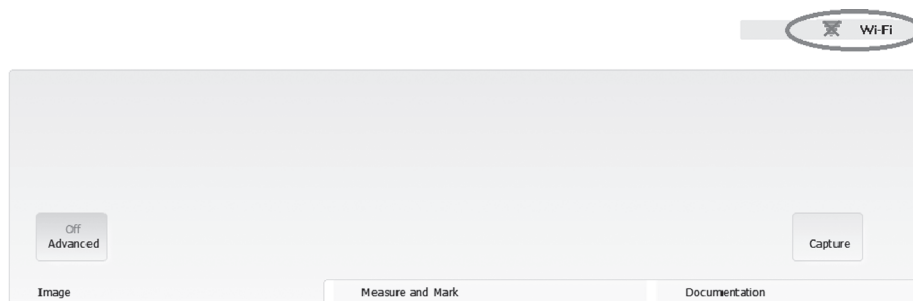 Wi-Fi
Off
Advanced
Capture
Image
Measure and Mark
Documentation